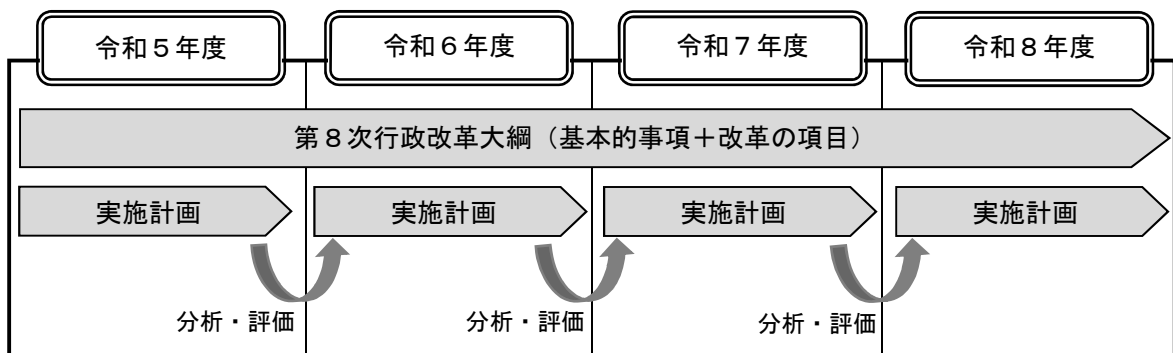 令和５年度
令和６年度
令和７年度
令和８年度
第８次行政改革大綱（基本的事項＋改革の項目）
実施計画
実施計画
実施計画
実施計画
分析・評価
分析・評価
分析・評価